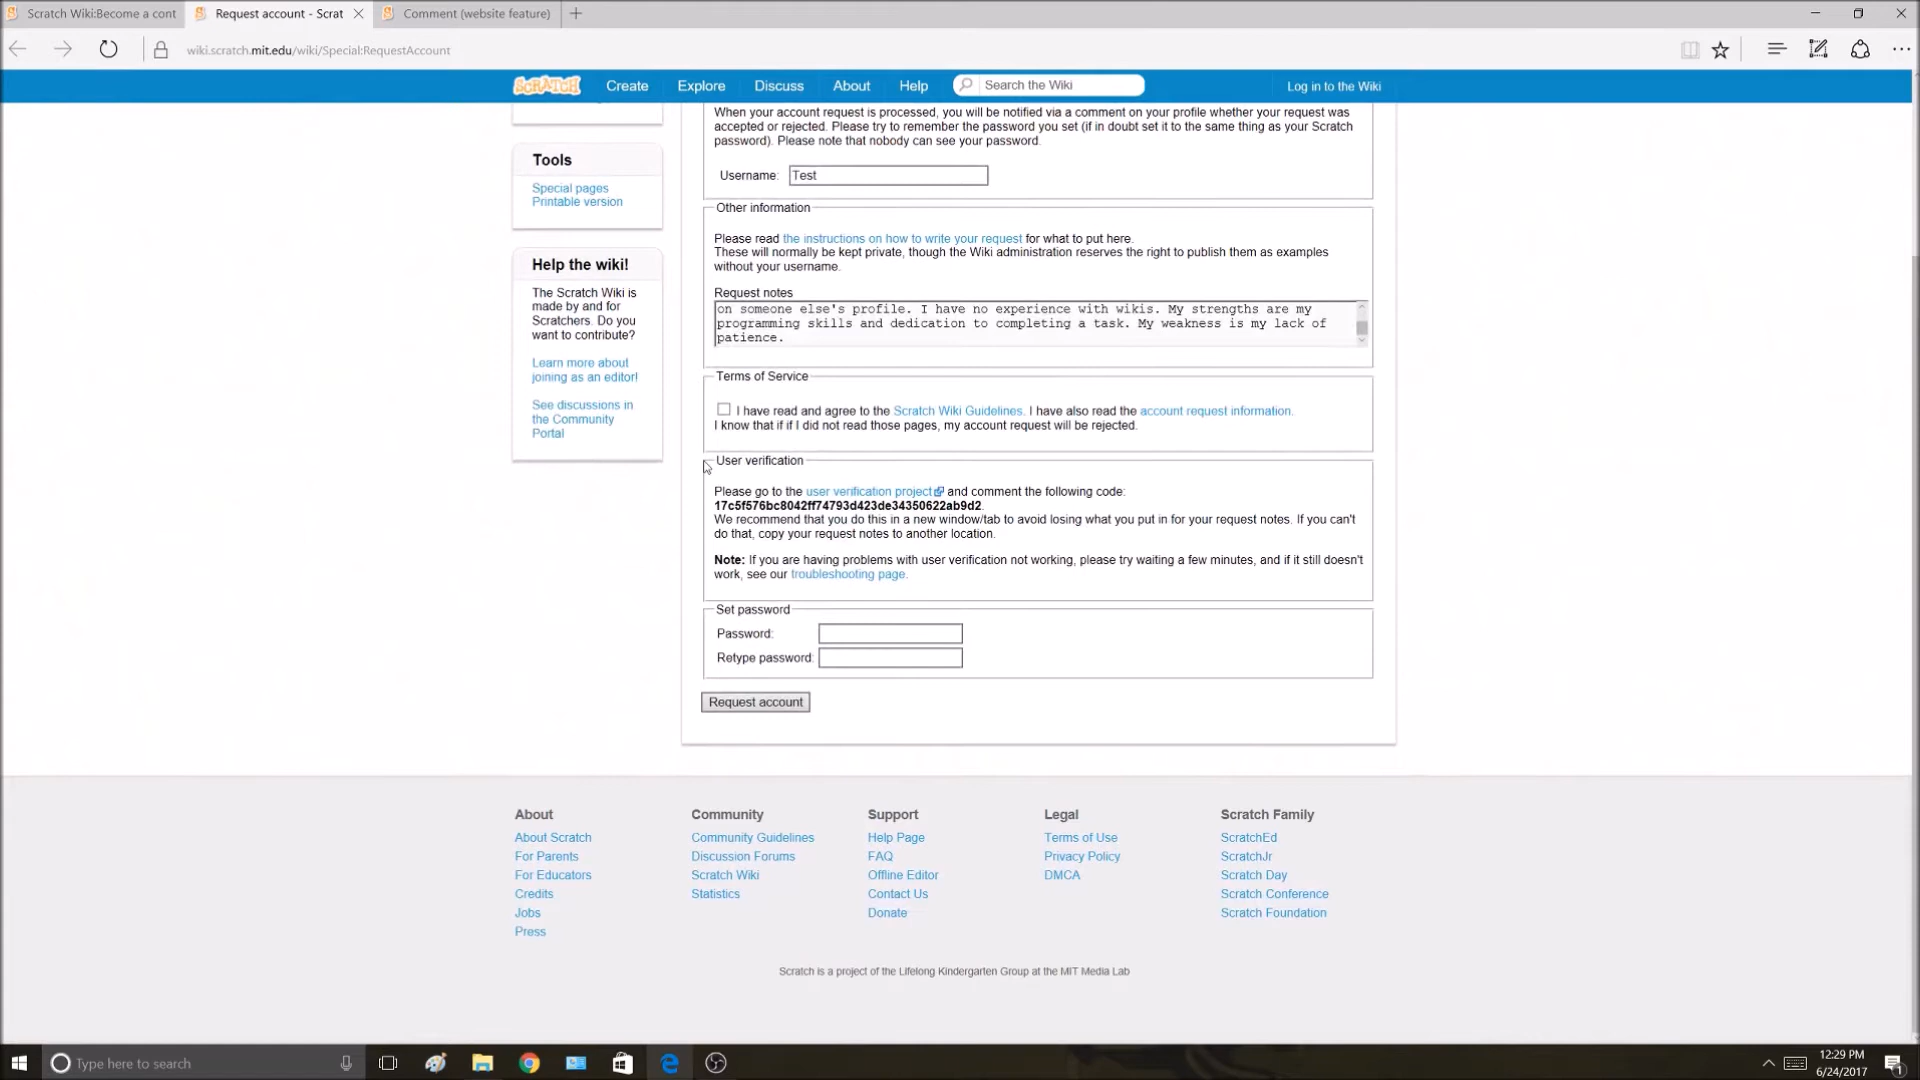 Scratch Wiki:Become a cont
Request account - Scrat
Comment (website feature)
wiki.scratch.mit.edu/wiki/Special:RequestAccount
SCRATCH Create Explore Discuss About Help Search the Wiki Log in to the Wiki
When your account request is processed, you will be notified via a comment on your profile whether your request was
accepted or rejected. Please try to remember the password you set (if in doubt set it to the same thing as your Scratch
password). Please note that nobody can see your password.
Username: Test
Tools
Special pages
Printable version
Help the wiki!
The Scratch Wiki is
made by and for
Scratchers. Do you
want to contribute?
Learn more about
joining as an editor!
See discussions in
the Community
Portal
Other information
Please read the instructions on how to write your request for what to put here.
These will normally be kept private, though the Wiki administration reserves the right to publish them as examples
without your username.
Request notes
on someone else's profile. I have no experience with wikis. My strengths are my
programming skills and dedication to completing a task. My weakness is my lack of
patience.
Terms of Service
I have read and agree to the Scratch Wiki Guidelines. I have also read the account request information.
I know that if if I did not read those pages, my account request will be rejected.
User verification
Please go to the user verification project and comment the following code:
17c5f576bc8042ff74793d423de34350622ab9d2.
We recommend that you do this in a new window/tab to avoid losing what you put in for your request notes. If you can't
do that, copy your request notes to another location.
Note: If you are having problems with user verification not working, please try waiting a few minutes, and if it still doesn't
work, see our troubleshooting page.
Set password
Password:
Retype password:
Request account
About
About Scratch
For Parents
For Educators
Credits
Jobs
Press
Community
Community Guidelines
Discussion Forums
Scratch Wiki
Statistics
Support
Help Page
FAQ
Offline Editor
Contact Us
Donate
Legal
Terms of Use
Privacy Policy
DMCA
Scratch Family
ScratchEd
ScratchJr
Scratch Day
Scratch Conference
Scratch Foundation
Scratch is a project of the Lifelong Kindergarten Group at the MIT Media Lab
Type here to search
12:29 PM
6/24/2017
1